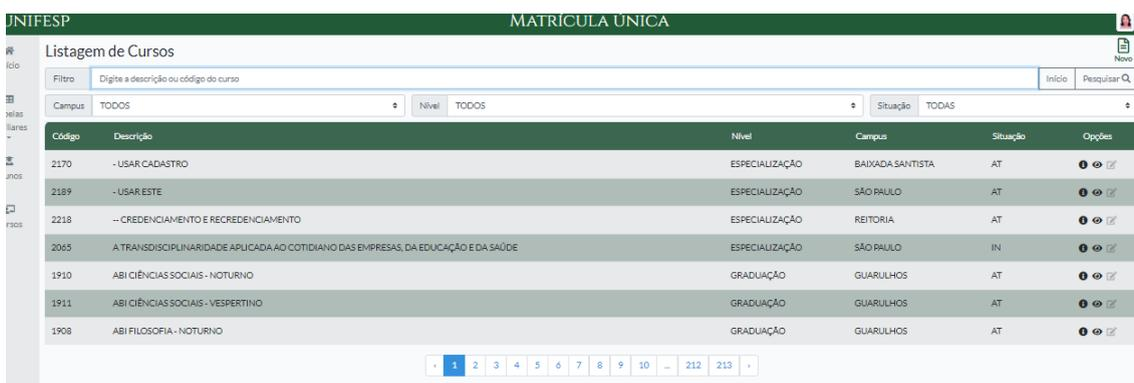 UNIFESP MATRÍCULA ÚNICA
Listagem de Cursos
Novo
Filtro Digite a descrição ou código do curso Início Pesquisar
Campus TODOS Nível TODOS Situação TODAS
Código Descrição Nível Campus Situação Opções
2170 - USAR CADASTRO ESPECIALIZAÇÃO BAIXADA SANTISTA AT
2189 - USAR ESTE ESPECIALIZAÇÃO SÃO PAULO AT
2218 -- CREDENCIAMENTO E RECREDENCIAMENTO ESPECIALIZAÇÃO REITORIA AT
2065 A TRANSDISCIPLINARIDADE APLICADA AO COTIDIANO DAS EMPRESAS, DA EDUCAÇÃO E DA SAÚDE ESPECIALIZAÇÃO SÃO PAULO IN
1910 ABI CIÊNCIAS SOCIAIS - NOTURNO GRADUAÇÃO GUARULHOS AT
1911 ABI CIÊNCIAS SOCIAIS - VESPERTINO GRADUAÇÃO GUARULHOS AT
1908 ABI FILOSOFIA - NOTURNO GRADUAÇÃO GUARULHOS AT
‹ 1 2 3 4 5 6 7 8 9 10 ... 212 213 ›